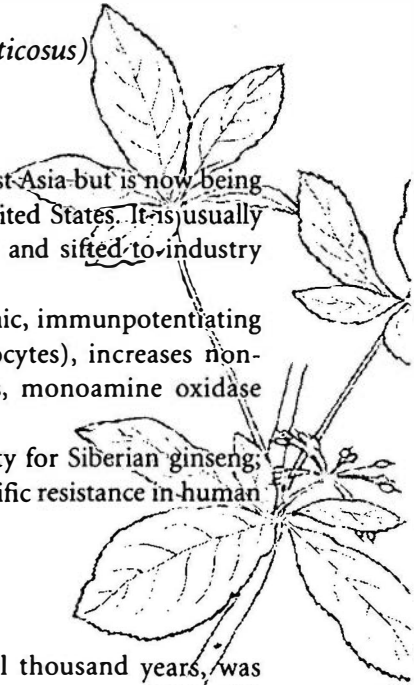 ticosus)
st Asia but is now being
ited States. It is usually
and sifted to industry
ic, immunpotentiating
ocytes), increases non-
s, monoamine oxidase
ty for Siberian ginseng;
ific resistance in human
l thousand years, was